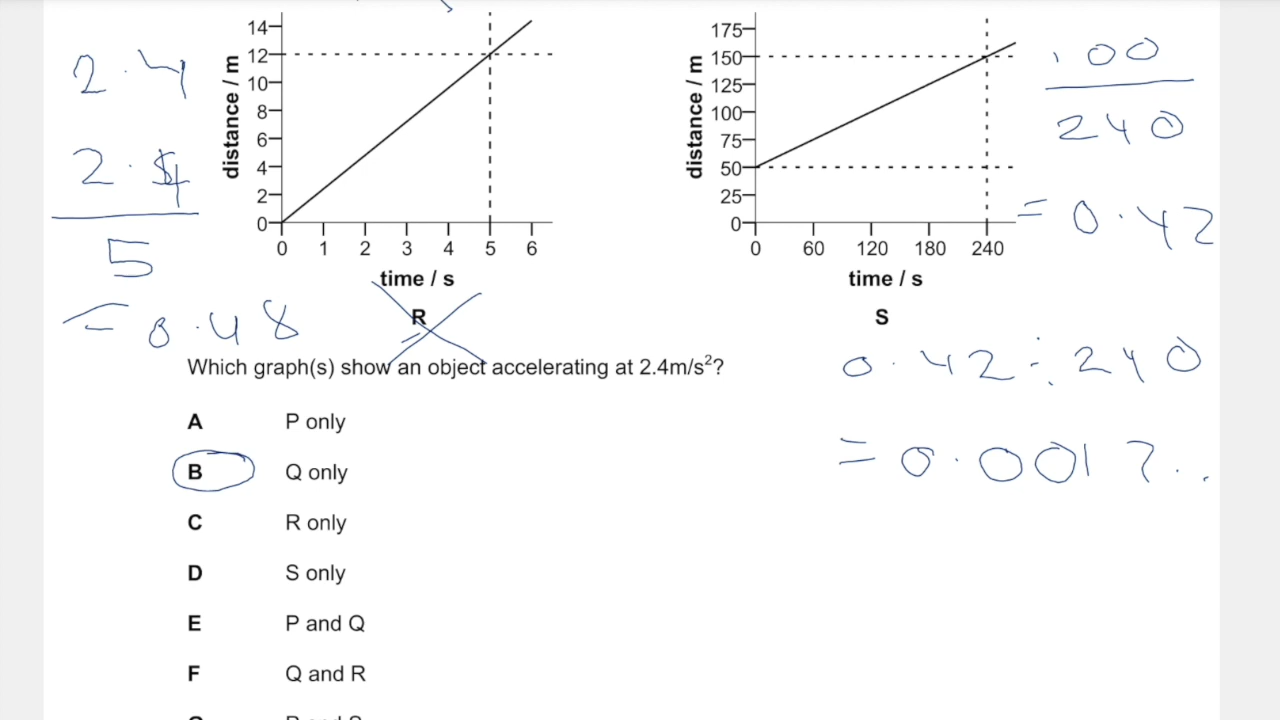 14
12
10
8
6
4
2
0
distance / m
0 1 2 3 4 5 6
time / s
R
175
150
125
100
75
50
25
0
distance / m
0 60 120 180 240
time / s
S
2.4
2.4
5
= 0.48
100
240
= 0.42
0.42 ÷ 240
= 0.0017..
Which graph(s) show an object accelerating at 2.4m/s²?
A P only
B Q only
C R only
D S only
E P and Q
F Q and R